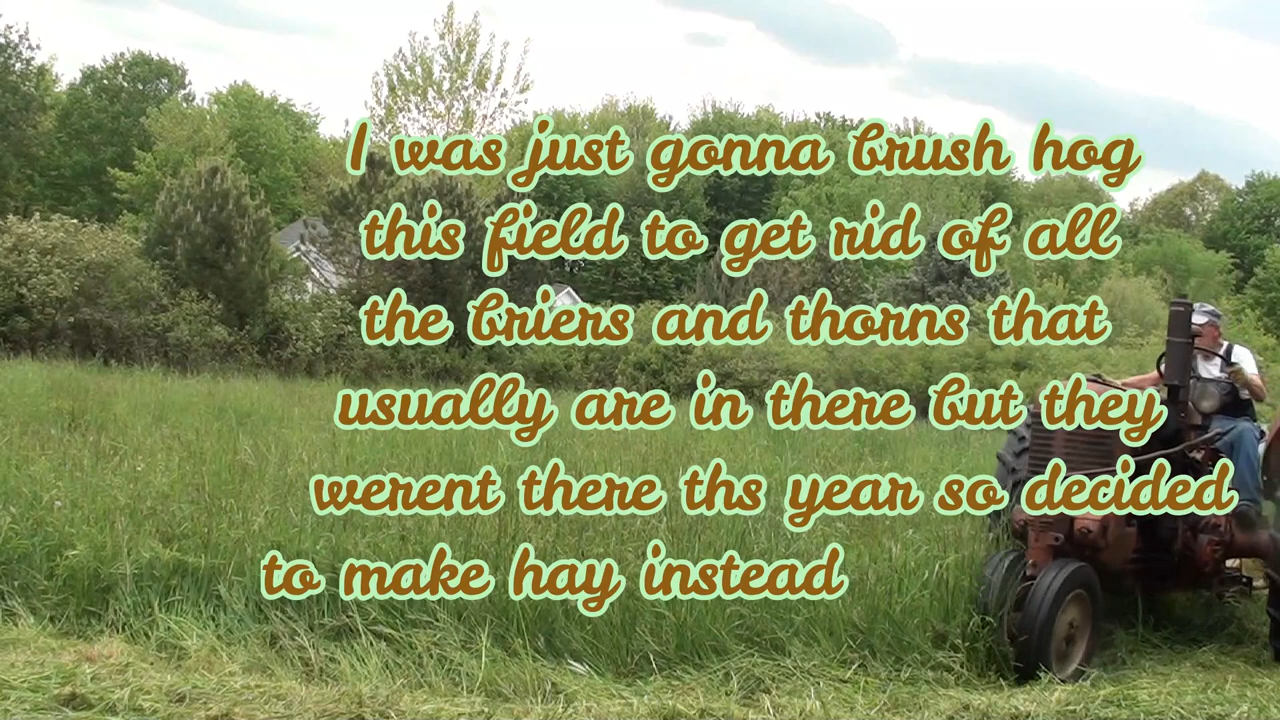 I was just gonna brush hog
this field to get rid of all
the briers and thorns that
usually are in there but they
werent there ths year so decided
to make hay instead